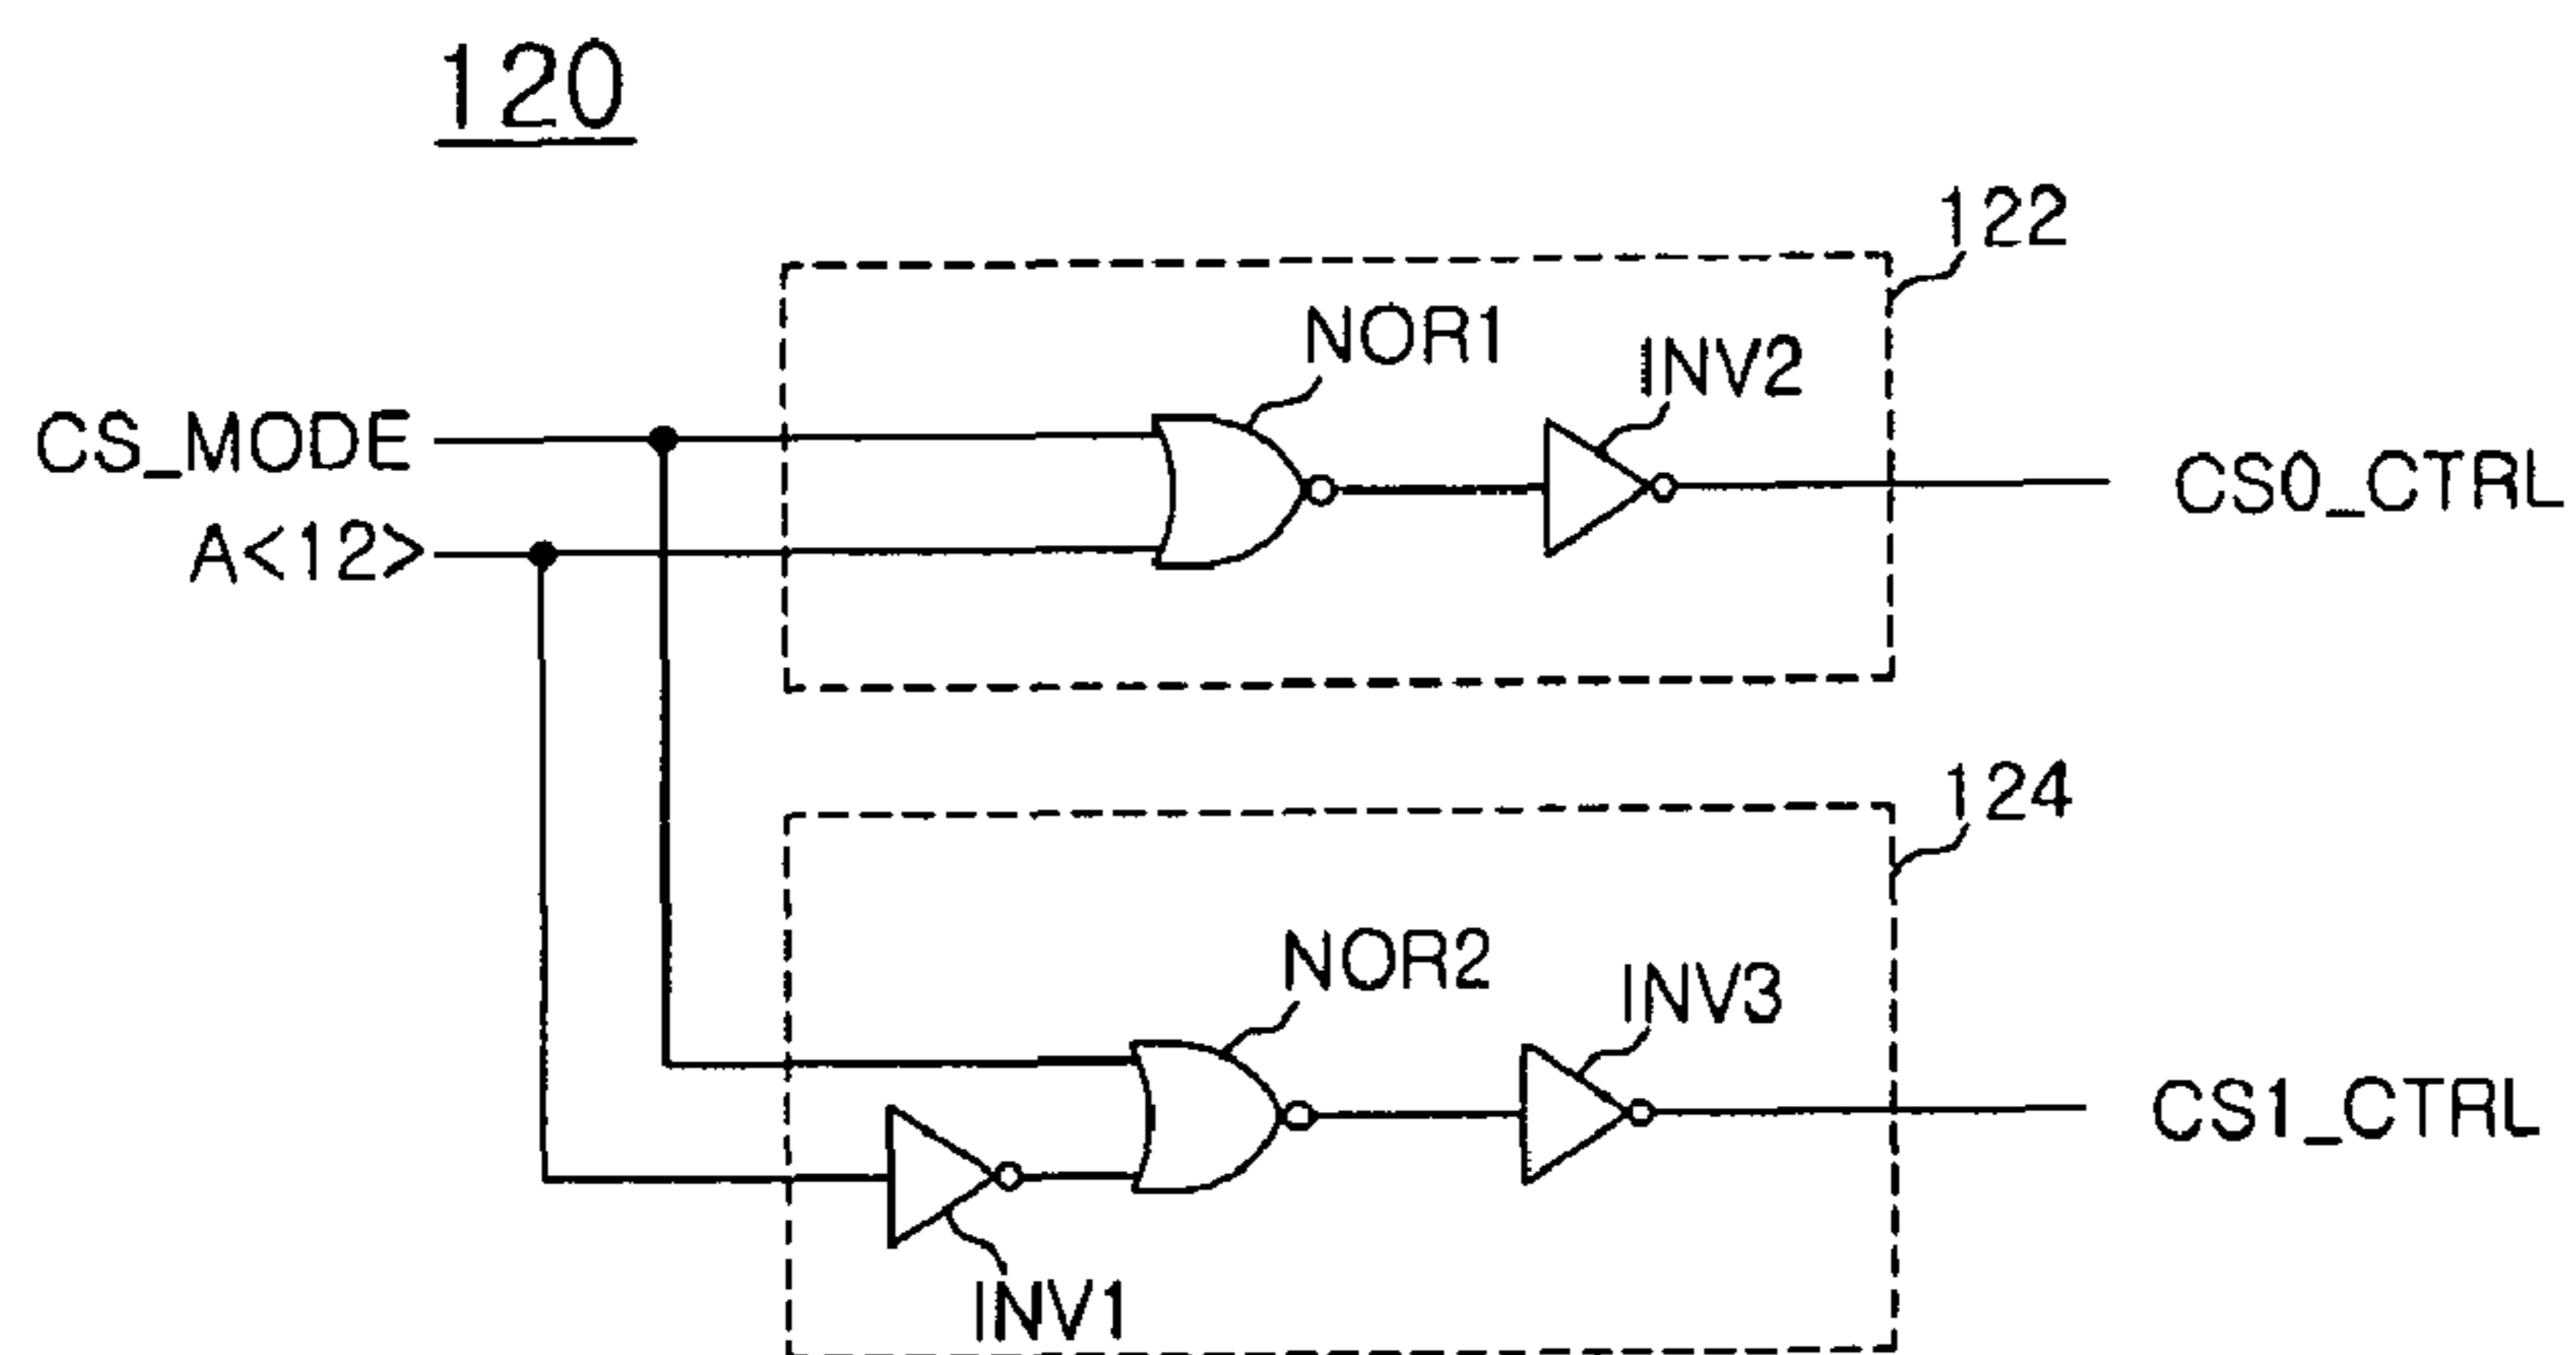 120
122
NOR1
INV2
CS_MODE
CS0_CTRL
A<12>
124
NOR2
INV3
CS1_CTRL
INV1